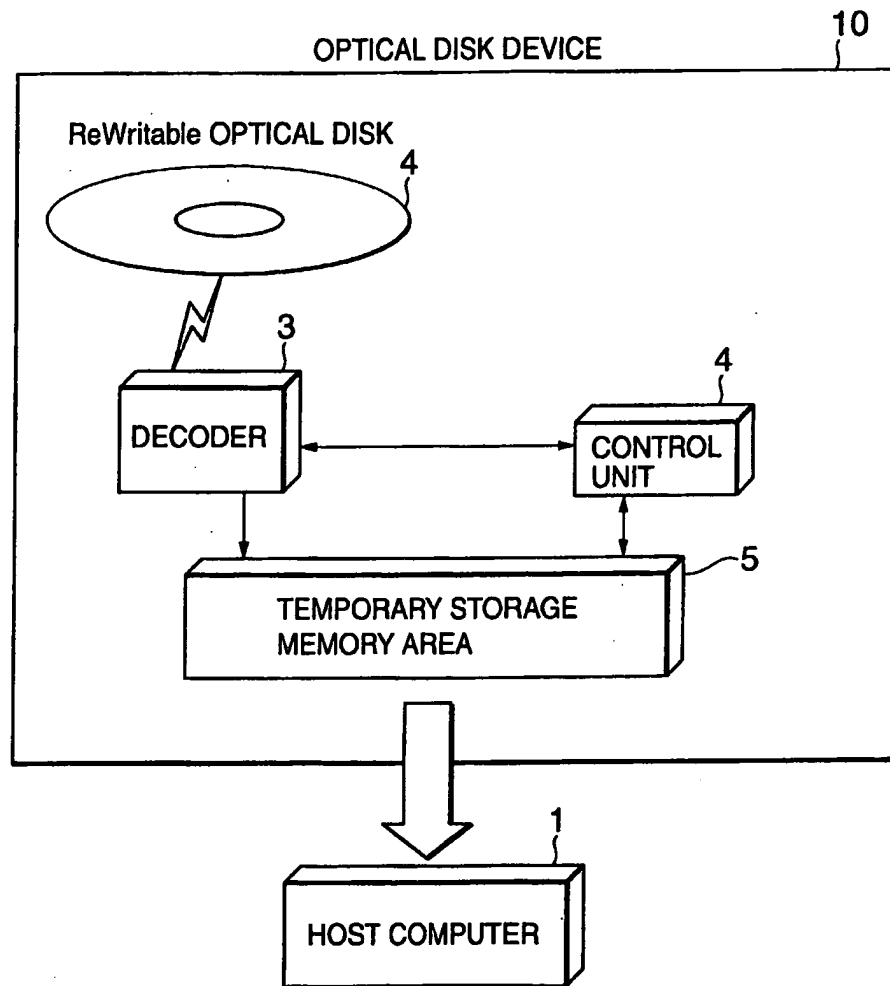 10
OPTICAL DISK DEVICE
ReWritable OPTICAL DISK
4
3
DECODER
4
CONTROL
UNIT
5
TEMPORARY STORAGE
MEMORY AREA
1
HOST COMPUTER